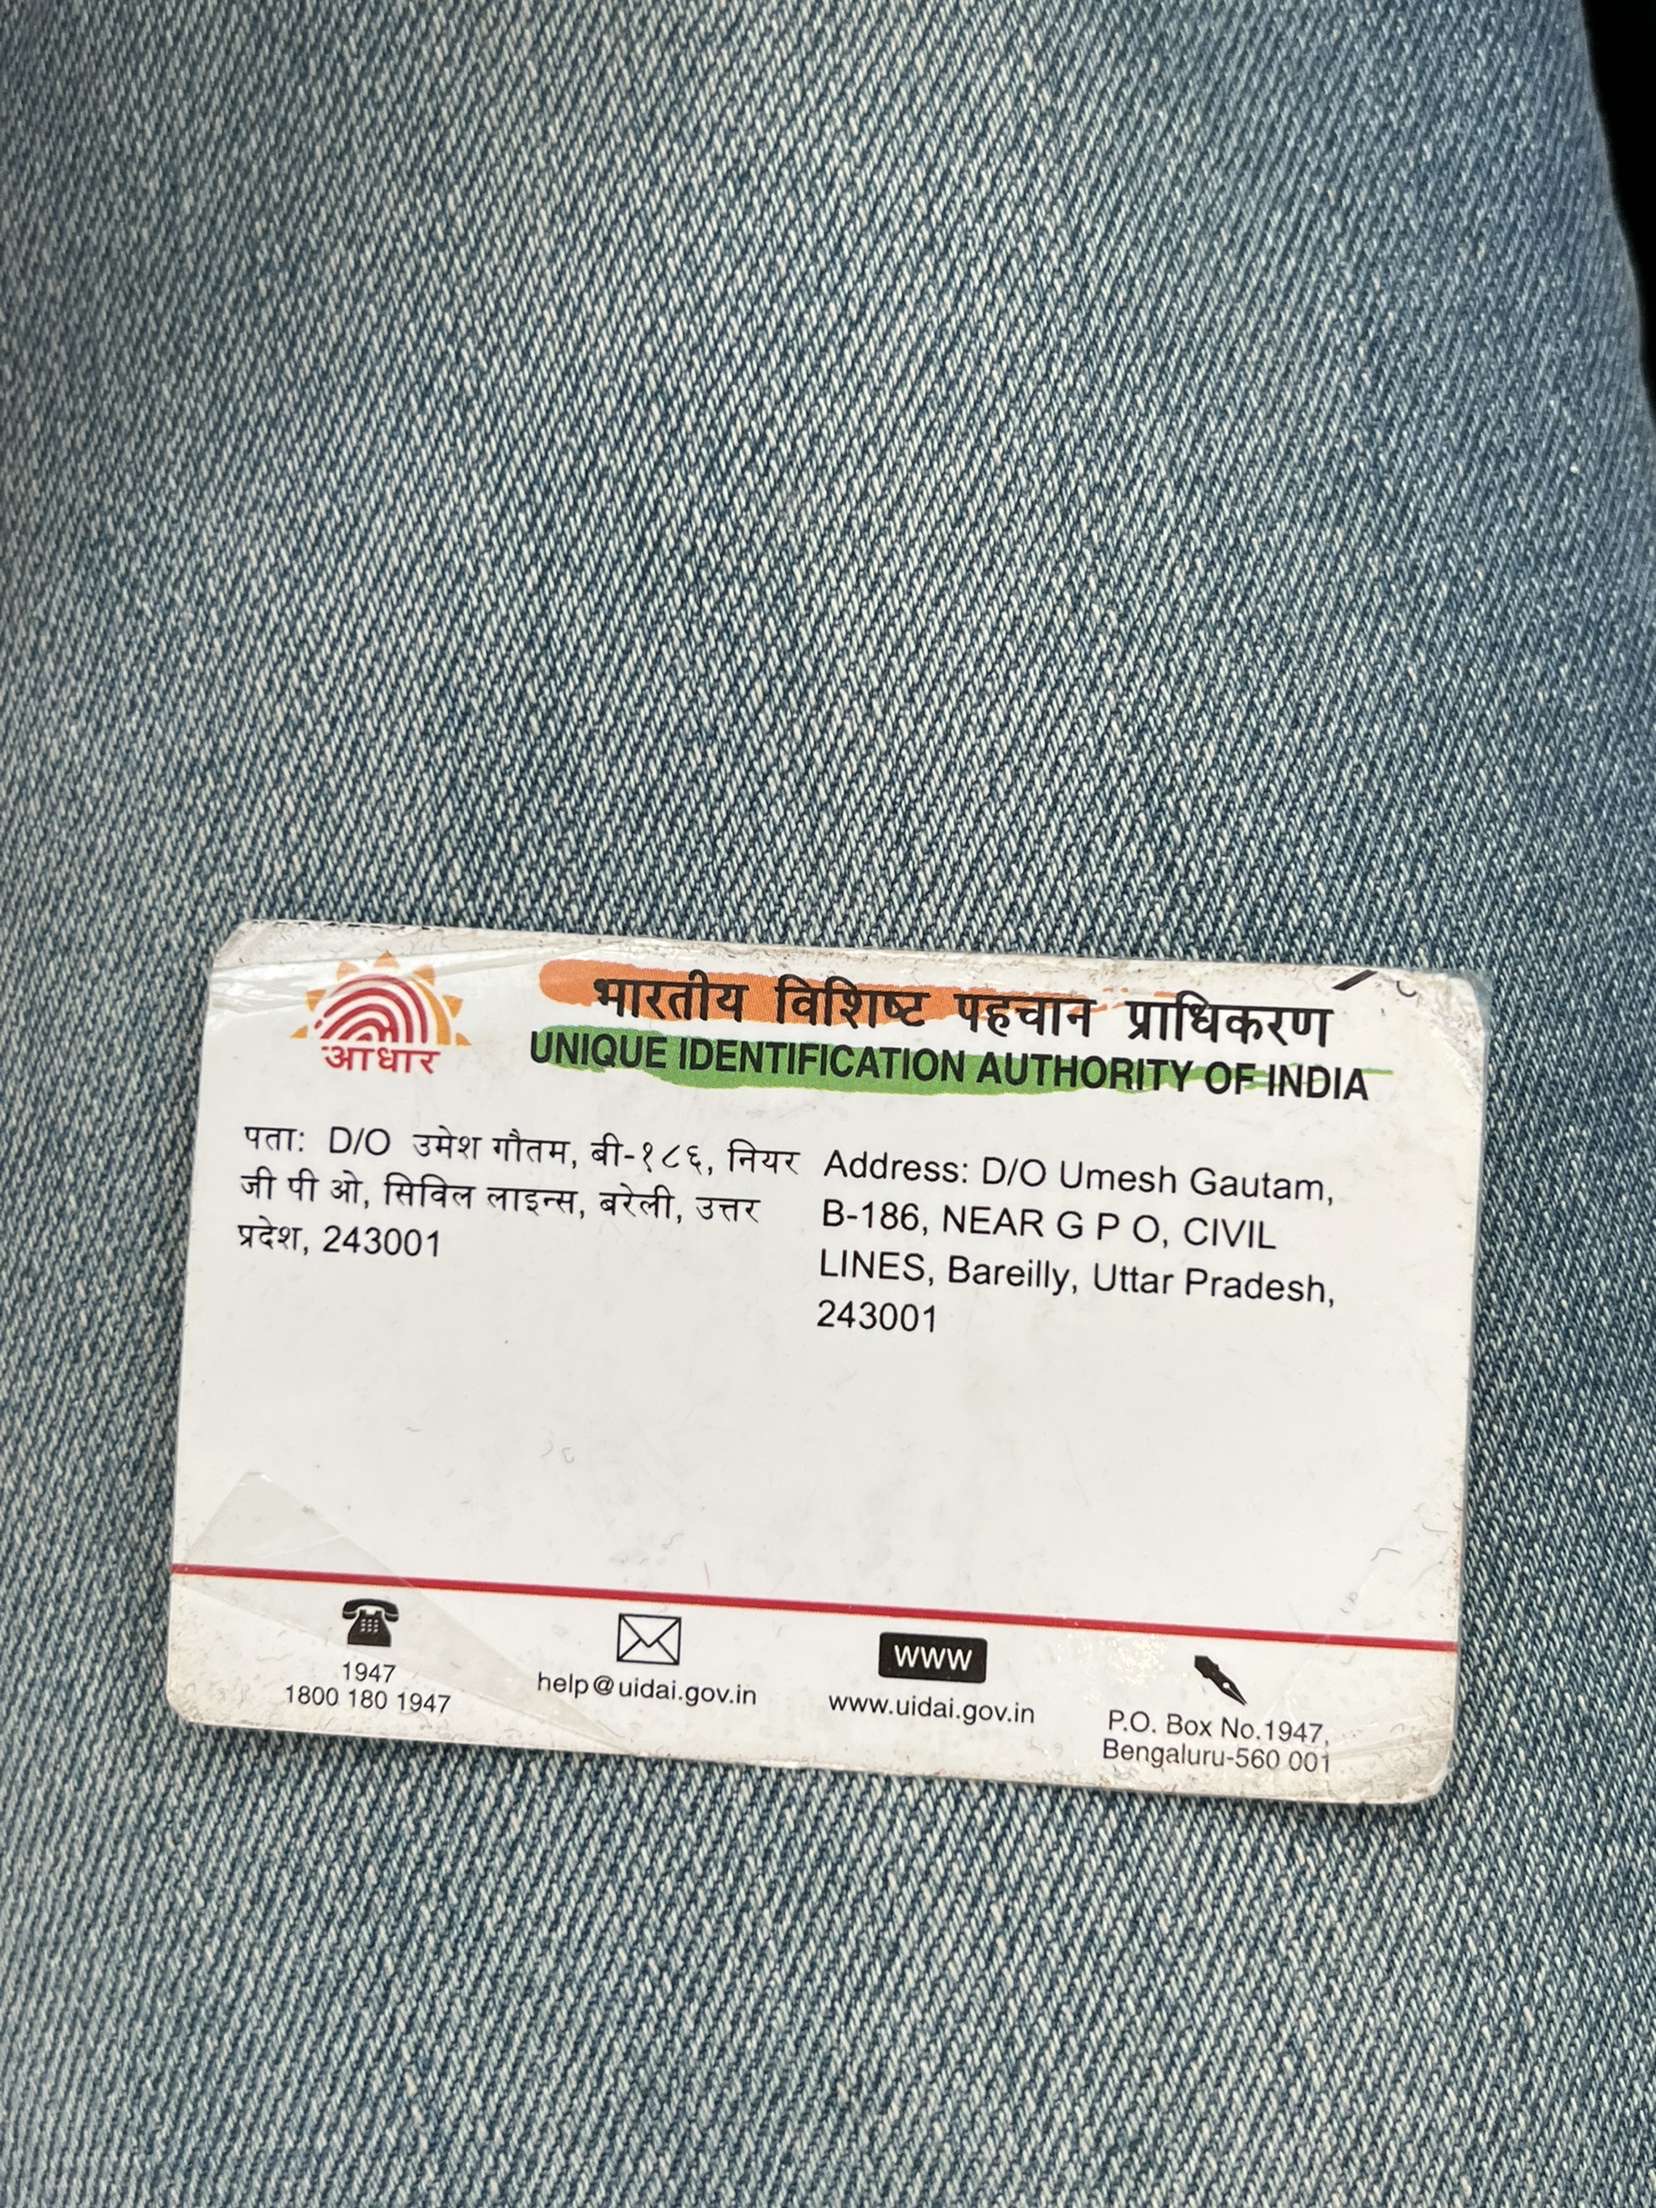 आधार
भारतीय विशिष्ट पहचान प्राधिकरण
UNIQUE IDENTIFICATION AUTHORITY OF INDIA
पता: D/O उमेश गौतम, बी-१८६, नियर
जी पी ओ, सिविल लाइन्स, बरेली, उत्तर
प्रदेश, 243001
Address: D/O Umesh Gautam,
B-186, NEAR G P O, CIVIL
LINES, Bareilly, Uttar Pradesh,
243001
1947
1800 180 1947
help@uidai.gov.in
WWW
www.uidai.gov.in
P.O. Box No.1947,
Bengaluru-560 001